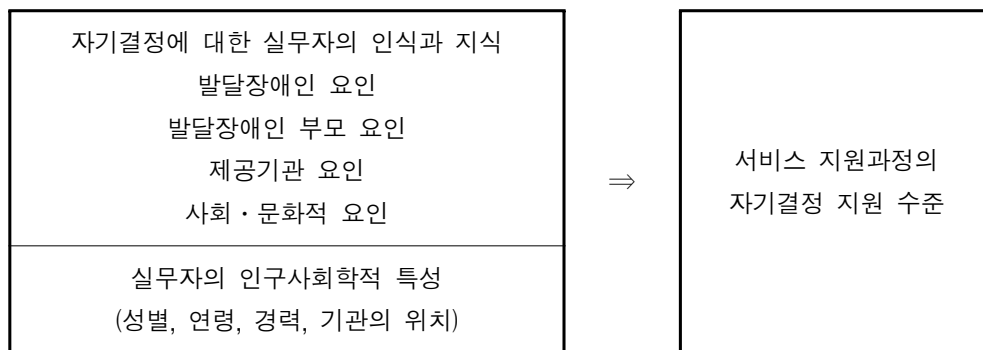 자기결정에 대한 실무자의 인식과 지식
발달장애인 요인
발달장애인 부모 요인
제공기관 요인
사회・문화적 요인
실무자의 인구사회학적 특성
(성별, 연령, 경력, 기관의 위치)
⇒
서비스 지원과정의
자기결정 지원 수준